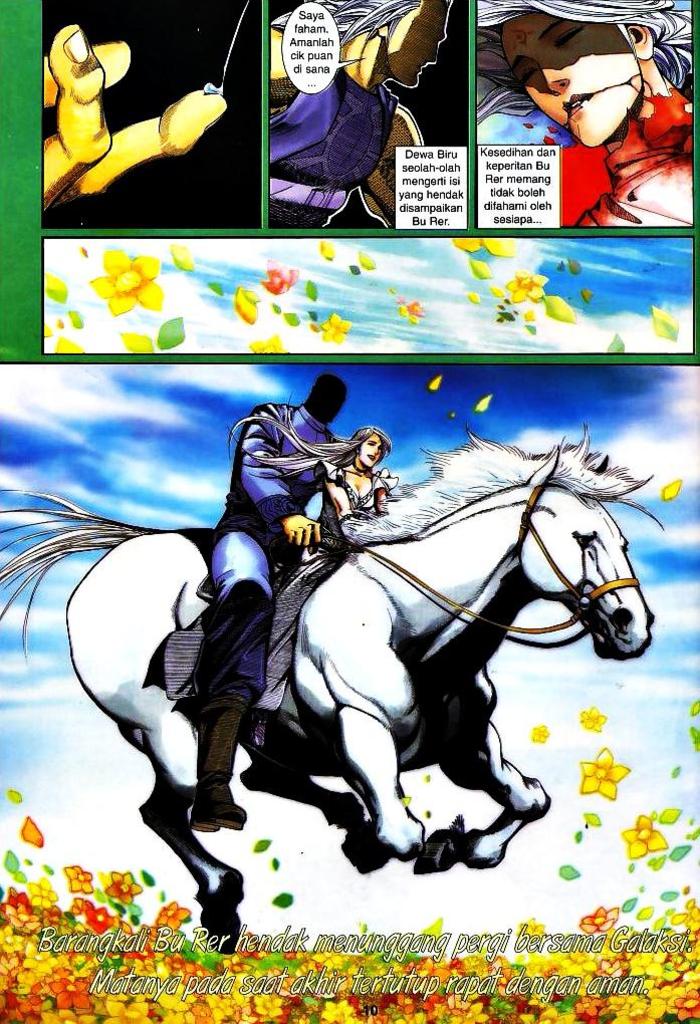 Saya
faham.
Amanlah
cik puan
di sana
...
Dewa Biru
seolah-olah
mengerti isi
yang hendak
disampaikan
Bu Rer.
Kesedihan dan
keperitan Bu
Rer memang
tidak boleh
difahami oleh
sesiapa...
Barangkali Bu Rer hendak menunggang pergi bersama Galaksi.
Matanya pada saat akhir tertutup rapat dengan aman.
10